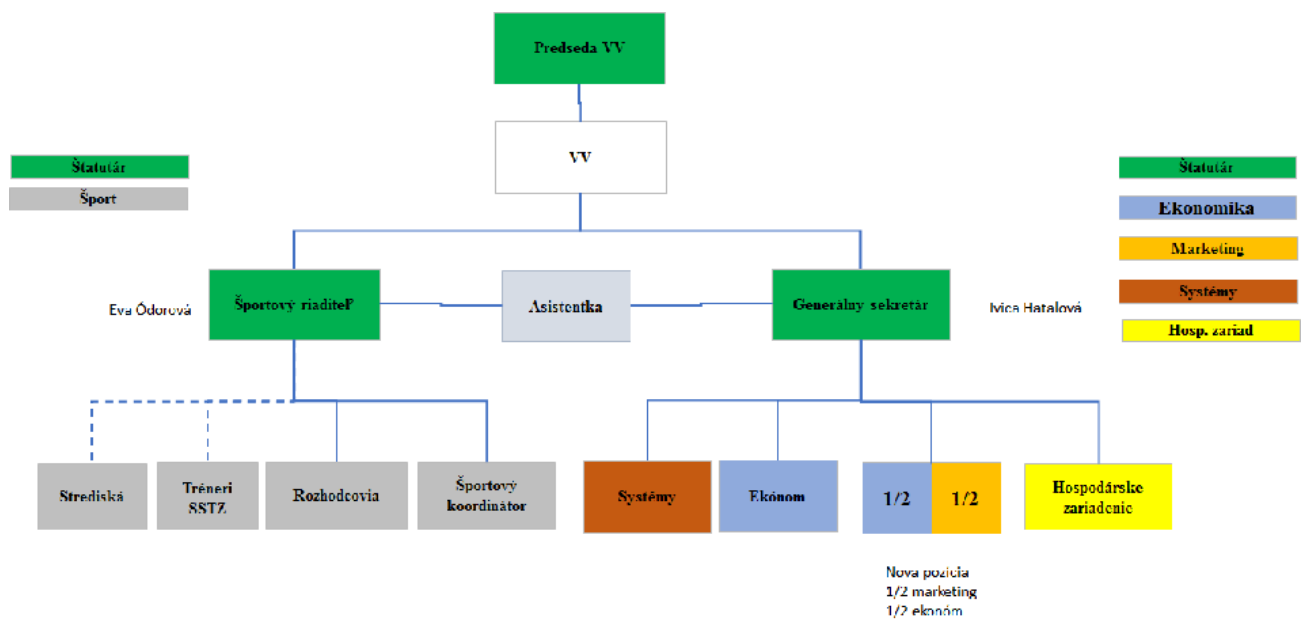 Predseda VV
VV
Štatutár
Šport
Štatutár
Ekonomika
Marketing
Systémy
Hosp. zariad
Eva Ódorová
Športový riaditeľ
Asistentka
Generálny sekretár
Ivica Hatalová
Strediská
Tréneri
SSTZ
Rozhodcovia
Športový
koordinátor
Systémy
Ekónom
1/2
1/2
Hospodárske
zariadenie
Nova pozícia
1/2 marketing
1/2 ekonóm